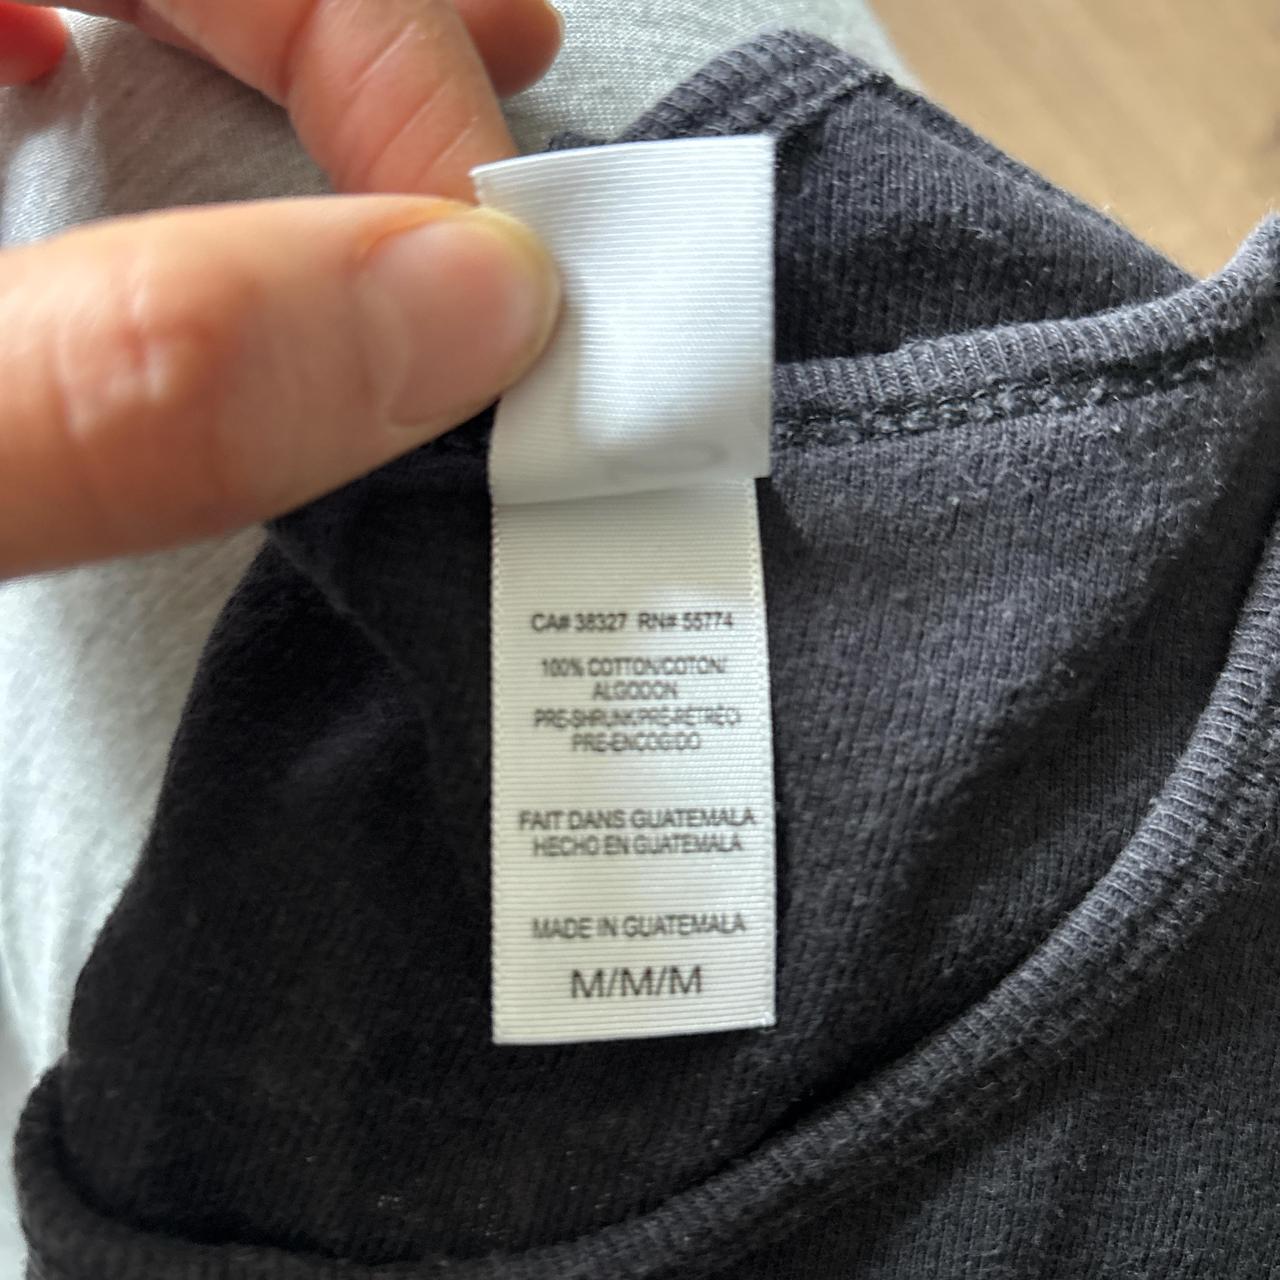 CA# 38327 RN# 55774
100% COTTON/COTON/
ALGODON
PRE-SHRUNK/PRÉ-RÉTRÉCI
PRE-ENCOGIDO
FAIT DANS GUATEMALA
HECHO EN GUATEMALA
MADE IN GUATEMALA
M/M/M